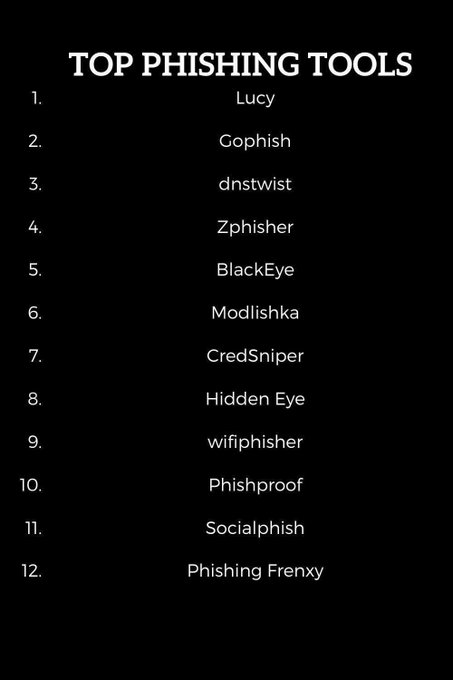 TOP PHISHING TOOLS
1. Lucy
2. Gophish
3. dnstwist
4. Zphisher
5. BlackEye
6. Modlishka
7. CredSniper
8. Hidden Eye
9. wifiphisher
10. Phishproof
11. Socialphish
12. Phishing Frenxy